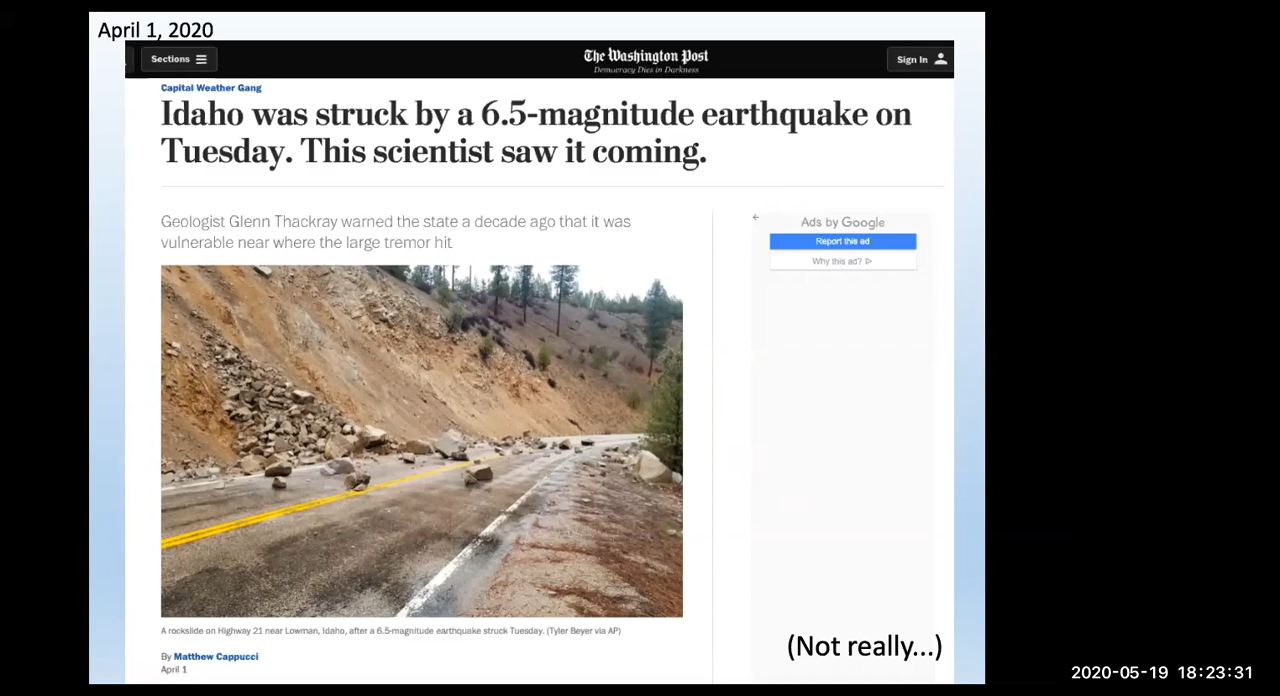 April 1, 2020
Sections
The Washington Post
Democracy Dies in Darkness
Sign In
Capital Weather Gang
Idaho was struck by a 6.5-magnitude earthquake on
Tuesday. This scientist saw it coming.
Geologist Glenn Thackray warned the state a decade ago that it was
vulnerable near where the large tremor hit
Ads by Google
Report this ad
Why this ad?
A rockslide on Highway 21 near Lowman, Idaho, after a 6.5-magnitude earthquake struck Tuesday. (Tyler Beyer via AP)
By Matthew Cappucci
April 1
(Not really...)
2020-05-19 18:23:31